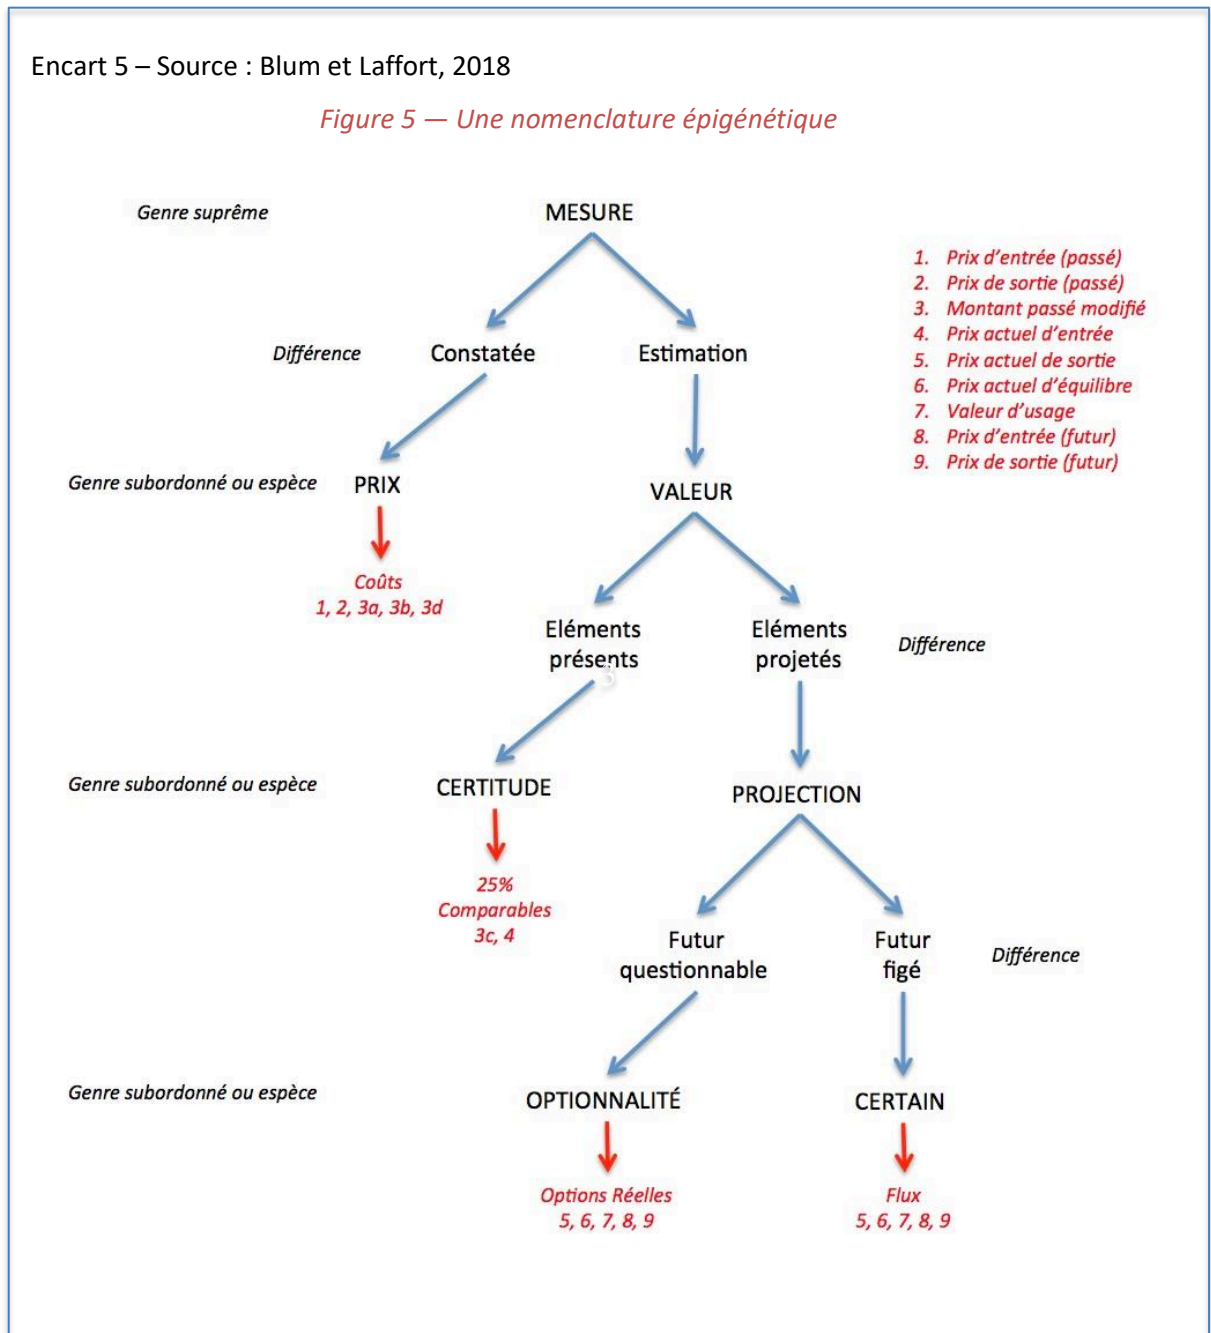 Encart 5 – Source : Blum et Laffort, 2018
Figure 5 — Une nomenclature épigénétique
Genre suprême
MESURE
1. Prix d'entrée (passé)
2. Prix de sortie (passé)
3. Montant passé modifié
4. Prix actuel d'entrée
5. Prix actuel de sortie
6. Prix actuel d'équilibre
7. Valeur d'usage
8. Prix d'entrée (futur)
9. Prix de sortie (futur)
Différence
Constatée
Estimation
Genre subordonné ou espèce
PRIX
VALEUR
Coûts
1, 2, 3a, 3b, 3d
Eléments
présents
3
Eléments
projetés
Différence
Genre subordonné ou espèce
CERTITUDE
PROJECTION
25%
Comparables
3c, 4
Futur
questionnable
Futur
figé
Différence
Genre subordonné ou espèce
OPTIONNALITÉ
CERTAIN
Options Réelles
5, 6, 7, 8, 9
Flux
5, 6, 7, 8, 9